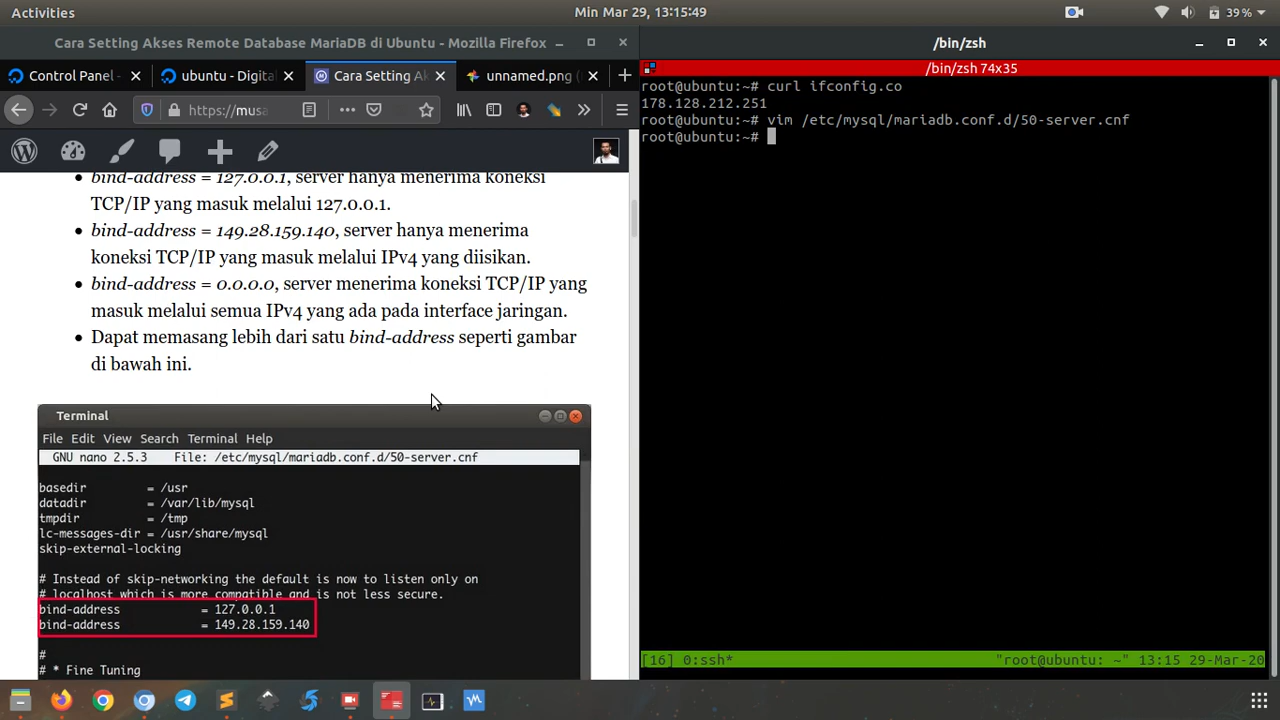 Activities
Min Mar 29, 13:15:49
39%
Cara Setting Akses Remote Database MariaDB di Ubuntu - Mozilla Firefox
Control Panel -
ubuntu - Digital
Cara Setting Ak
unnamed.png (
https://musa
bind-address = 127.0.0.1, server hanya menerima koneksi
TCP/IP yang masuk melalui 127.0.0.1.
bind-address = 149.28.159.140, server hanya menerima
koneksi TCP/IP yang masuk melalui IPv4 yang diisikan.
bind-address = 0.0.0.0, server menerima koneksi TCP/IP yang
masuk melalui semua IPv4 yang ada pada interface jaringan.
Dapat memasang lebih dari satu bind-address seperti gambar
di bawah ini.
Terminal
File Edit View Search Terminal Help
GNU nano 2.5.3 File: /etc/mysql/mariadb.conf.d/50-server.cnf
basedir = /usr
datadir = /var/lib/mysql
tmpdir = /tmp
lc-messages-dir = /usr/share/mysql
skip-external-locking
# Instead of skip-networking the default is now to listen only on
# localhost which is more compatible and is not less secure.
bind-address = 127.0.0.1
bind-address = 149.28.159.140
#
# * Fine Tuning
/bin/zsh
/bin/zsh 74x35
root@ubuntu:~# curl ifconfig.co
178.128.212.251
root@ubuntu:~# vim /etc/mysql/mariadb.conf.d/50-server.cnf
root@ubuntu:~#
[16] 0:ssh* "root@ubuntu: ~" 13:15 29-Mar-20